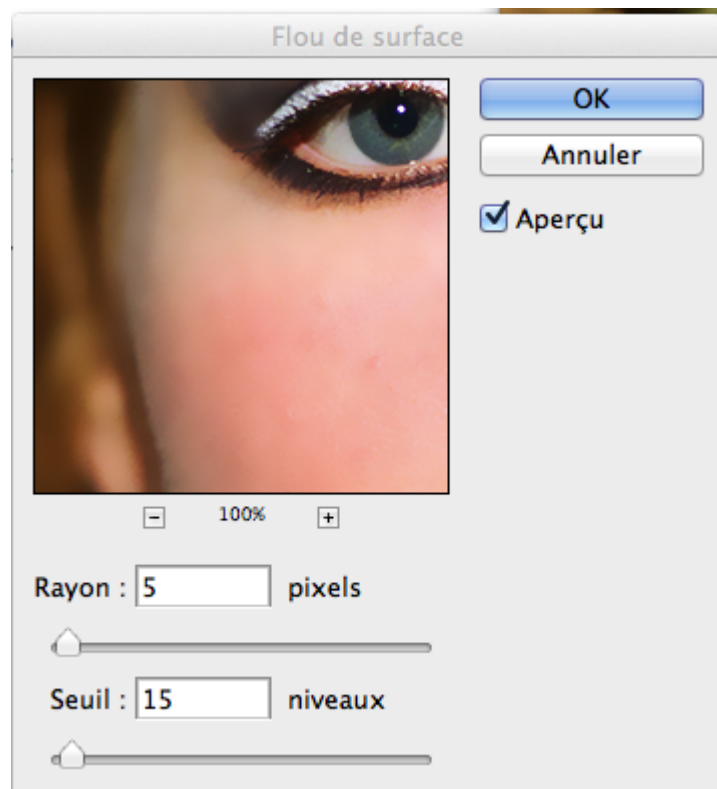 Flou de surface
OK
Annuler
Aperçu
100%
Rayon : 5 pixels
Seuil : 15 niveaux